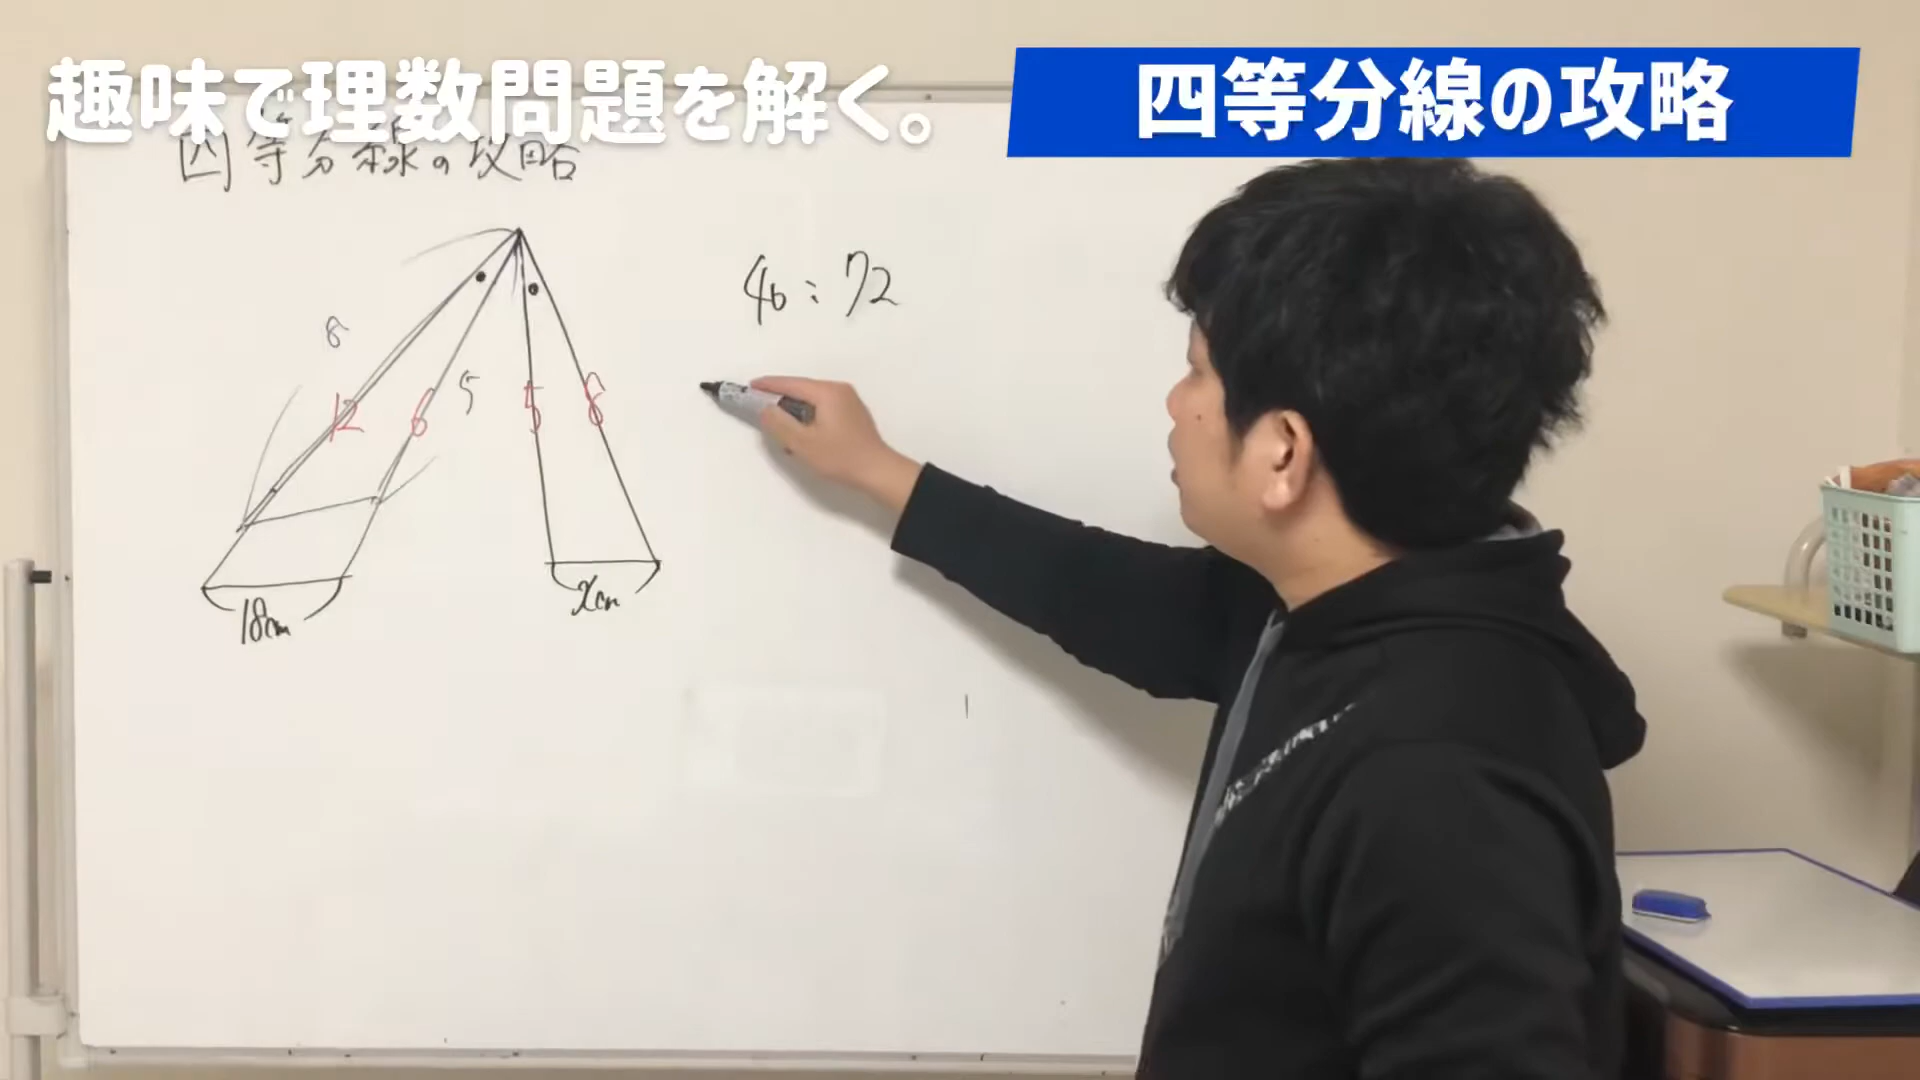 趣味で理数問題を解く。
四等分線の攻略
四等分線の攻略
40:72
8
12
6
5
5
8
18cm
xcm